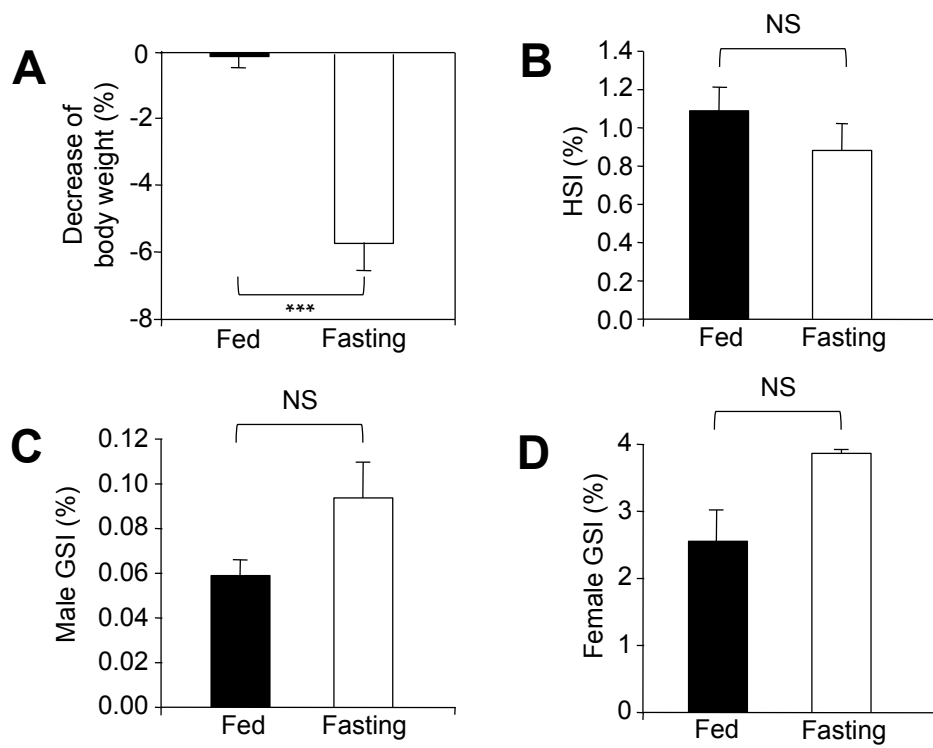 A
Decrease of
body weight (%)
0
-2
-4
-6
-8
***
Fed
Fasting
B
NS
HSI (%)
1.4
1.2
1.0
0.8
0.6
0.4
0.2
0.0
Fed
Fasting
C
NS
Male GSI (%)
0.12
0.10
0.08
0.06
0.04
0.02
0.00
Fed
Fasting
D
NS
Female GSI (%)
4
3
2
1
0
Fed
Fasting